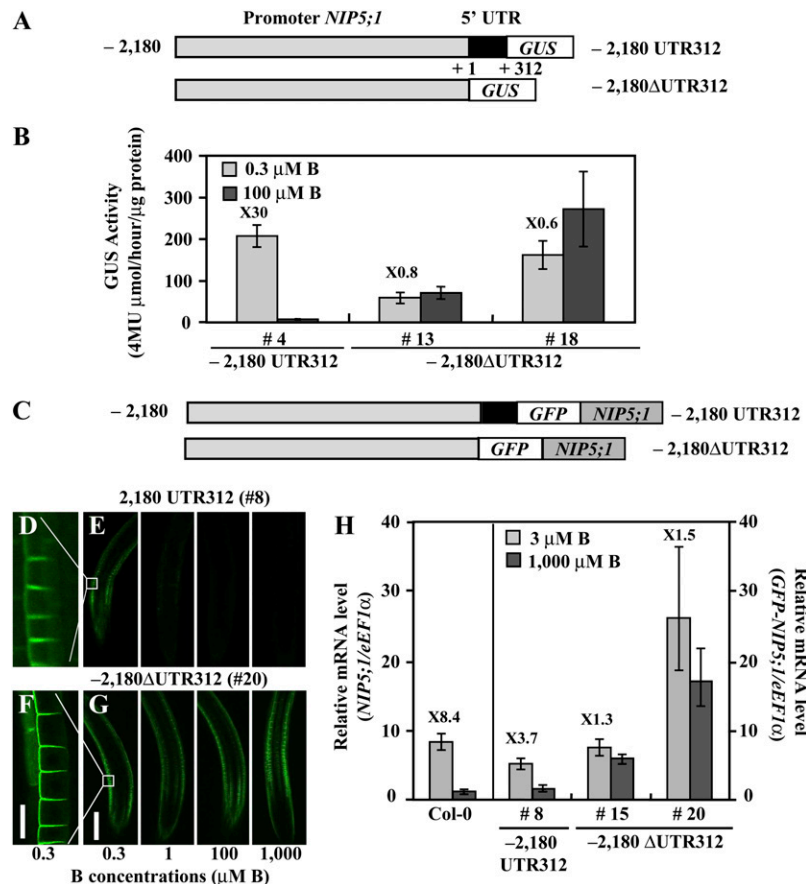 A
Promoter NIP5;1
5' UTR
– 2,180
GUS
– 2,180 UTR312
+ 1
+ 312
GUS
– 2,180ΔUTR312
B
GUS Activity
(4MU μmol/hour/μg protein)
400
300
200
100
0
0.3 μM B
100 μM B
X30
X0.8
X0.6
# 4
# 13
# 18
– 2,180 UTR312
– 2,180ΔUTR312
C
– 2,180
GFP
NIP5;1
– 2,180 UTR312
GFP
NIP5;1
– 2,180ΔUTR312
2,180 UTR312 (#8)
D
E
–2,180ΔUTR312 (#20)
F
G
0.3
0.3
1
100
1,000
B concentrations (μM B)
H
Relative mRNA level
(NIP5;1/eEF1α)
40
30
20
10
0
3 μM B
1,000 μM B
X8.4
X3.7
X1.3
X1.5
40
30
20
10
0
Relative mRNA level
(GFP-NIP5;1/eEF1α)
Col-0
# 8
# 15
# 20
–2,180
UTR312
–2,180 ΔUTR312